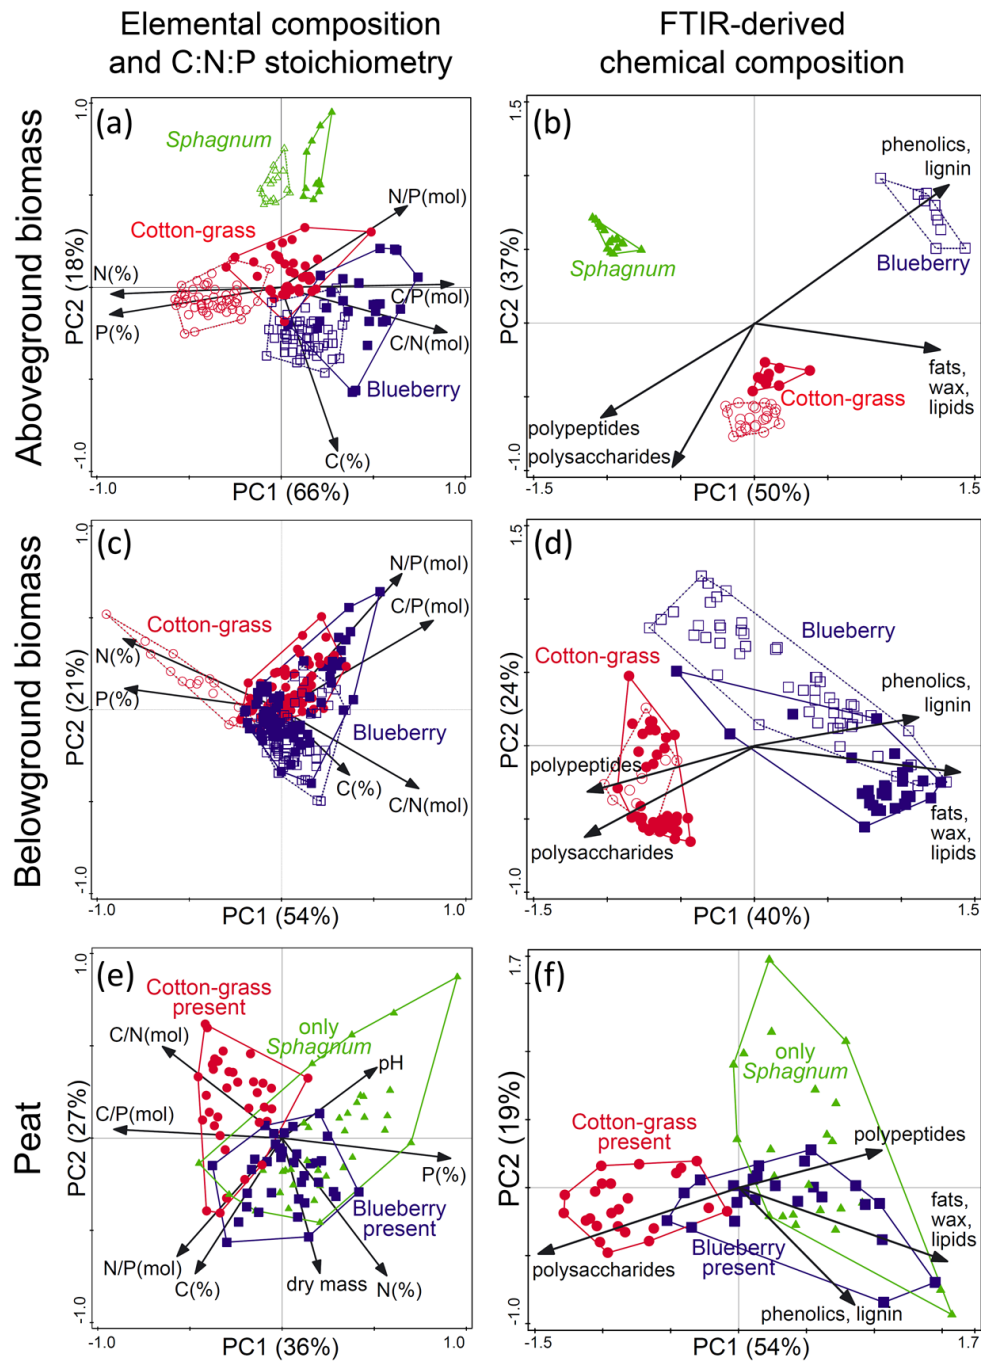 Elemental composition
and C:N:P stoichiometry
FTIR-derived
chemical composition
Aboveground biomass
(a)
1.0
PC2 (18%)
-1.0
Sphagnum
N/P(mol)
Cotton-grass
N(%)
P(%)
C/P(mol)
C/N(mol)
Blueberry
C(%)
-1.0
PC1 (66%)
1.0
(b)
1.5
PC2 (37%)
-1.0
phenolics,
lignin
Sphagnum
Blueberry
fats,
wax,
lipids
Cotton-grass
polypeptides
polysaccharides
-1.5
PC1 (50%)
1.5
Belowground biomass
(c)
1.0
PC2 (21%)
-1.0
N/P(mol)
C/P(mol)
Cotton-grass
N(%)
P(%)
Blueberry
C(%)
C/N(mol)
-1.0
PC1 (54%)
1.0
(d)
1.5
PC2 (24%)
-1.0
Blueberry
Cotton-grass
phenolics,
lignin
polypeptides
fats,
wax,
lipids
polysaccharides
-1.5
PC1 (40%)
1.5
Peat
(e)
1.0
PC2 (27%)
-1.0
Cotton-grass
present
C/N(mol)
only
Sphagnum
pH
C/P(mol)
P(%)
Blueberry
present
N/P(mol)
C(%)
dry mass
N(%)
-1.0
PC1 (36%)
1.0
(f)
1.7
PC2 (19%)
-1.0
only
Sphagnum
Cotton-grass
present
polypeptides
fats,
wax,
lipids
Blueberry
present
polysaccharides
phenolics, lignin
-1.5
PC1 (54%)
1.7